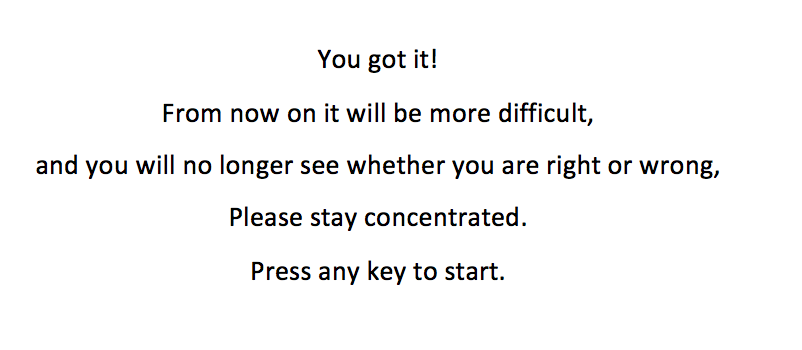 You got it!
From now on it will be more difficult,
and you will no longer see whether you are right or wrong,
Please stay concentrated.
Press any key to start.